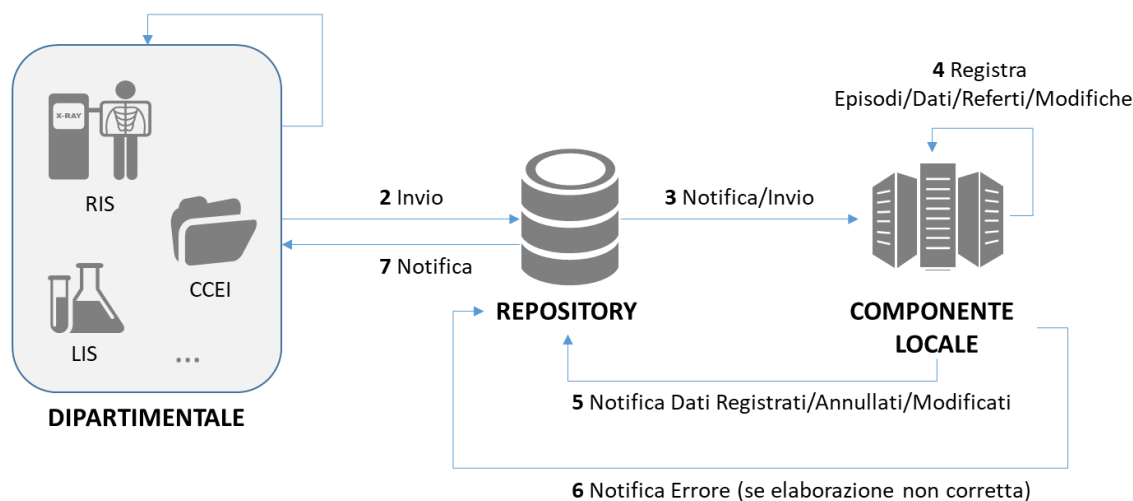 4 Registra
Episodi/Dati/Referti/Modifiche
X-RAY
RIS
2 Invio
3 Notifica/Invio
7 Notifica
CCEI
REPOSITORY
COMPONENTE
LOCALE
LIS
...
DIPARTIMENTALE
5 Notifica Dati Registrati/Annullati/Modificati
6 Notifica Errore (se elaborazione non corretta)